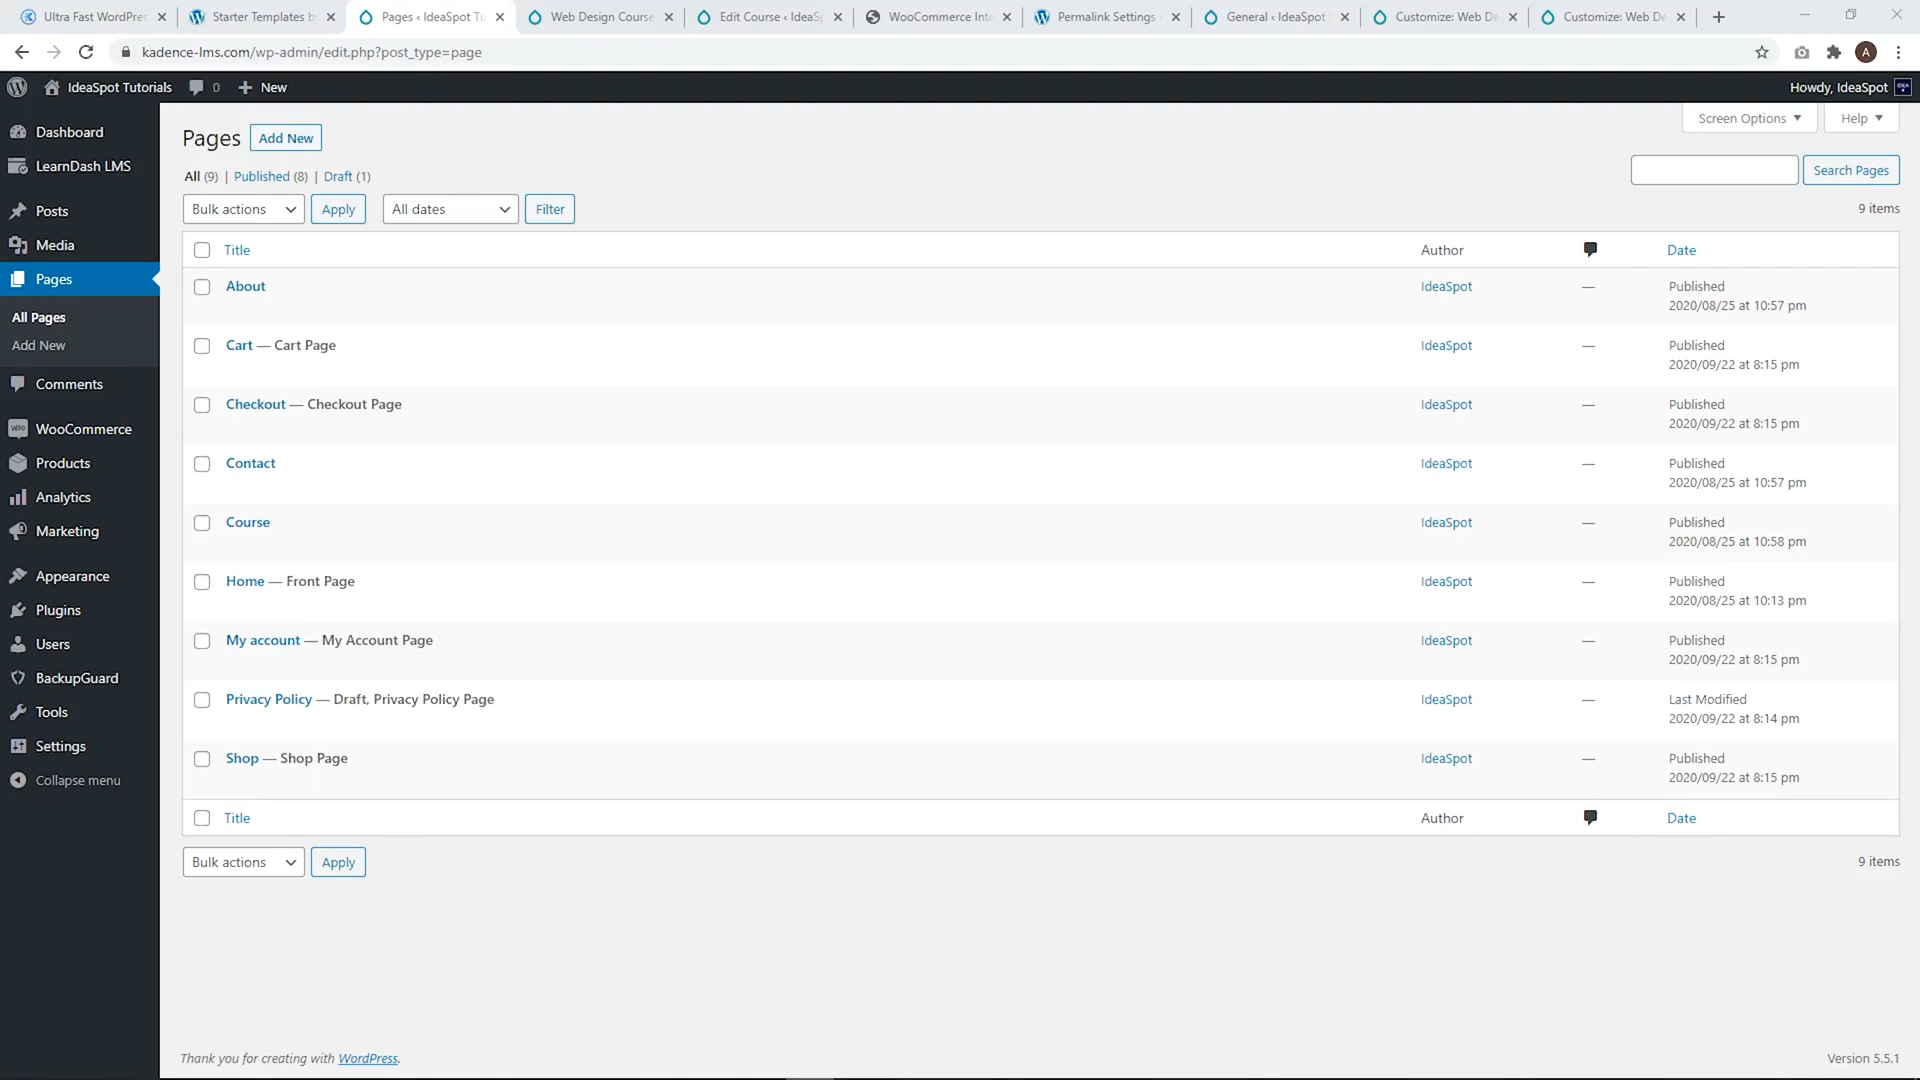 Ultra Fast WordPres
Starter Templates b
Pages ‹ IdeaSpot Tu
Web Design Course
Edit Course ‹ IdeaS
WooCommerce Inte
Permalink Settings
General ‹ IdeaSpot T
Customize: Web De
Customize: Web De
kadence-lms.com/wp-admin/edit.php?post_type=page
A
IdeaSpot Tutorials
0
New
Howdy, IdeaSpot
Dashboard
LearnDash LMS
Posts
Media
Pages
All Pages
Add New
Comments
WooCommerce
Products
Analytics
Marketing
Appearance
Plugins
Users
BackupGuard
Tools
Settings
Collapse menu
Pages Add New
Screen Options
Help
All (9) | Published (8) | Draft (1)
Search Pages
Bulk actions Apply All dates Filter
9 items
Title Author Date
About IdeaSpot — Published
2020/08/25 at 10:57 pm
Cart — Cart Page IdeaSpot — Published
2020/09/22 at 8:15 pm
Checkout — Checkout Page IdeaSpot — Published
2020/09/22 at 8:15 pm
Contact IdeaSpot — Published
2020/08/25 at 10:57 pm
Course IdeaSpot — Published
2020/08/25 at 10:58 pm
Home — Front Page IdeaSpot — Published
2020/08/25 at 10:13 pm
My account — My Account Page IdeaSpot — Published
2020/09/22 at 8:15 pm
Privacy Policy — Draft, Privacy Policy Page IdeaSpot — Last Modified
2020/09/22 at 8:14 pm
Shop — Shop Page IdeaSpot — Published
2020/09/22 at 8:15 pm
Title Author Date
Bulk actions Apply
9 items
Thank you for creating with WordPress.
Version 5.5.1